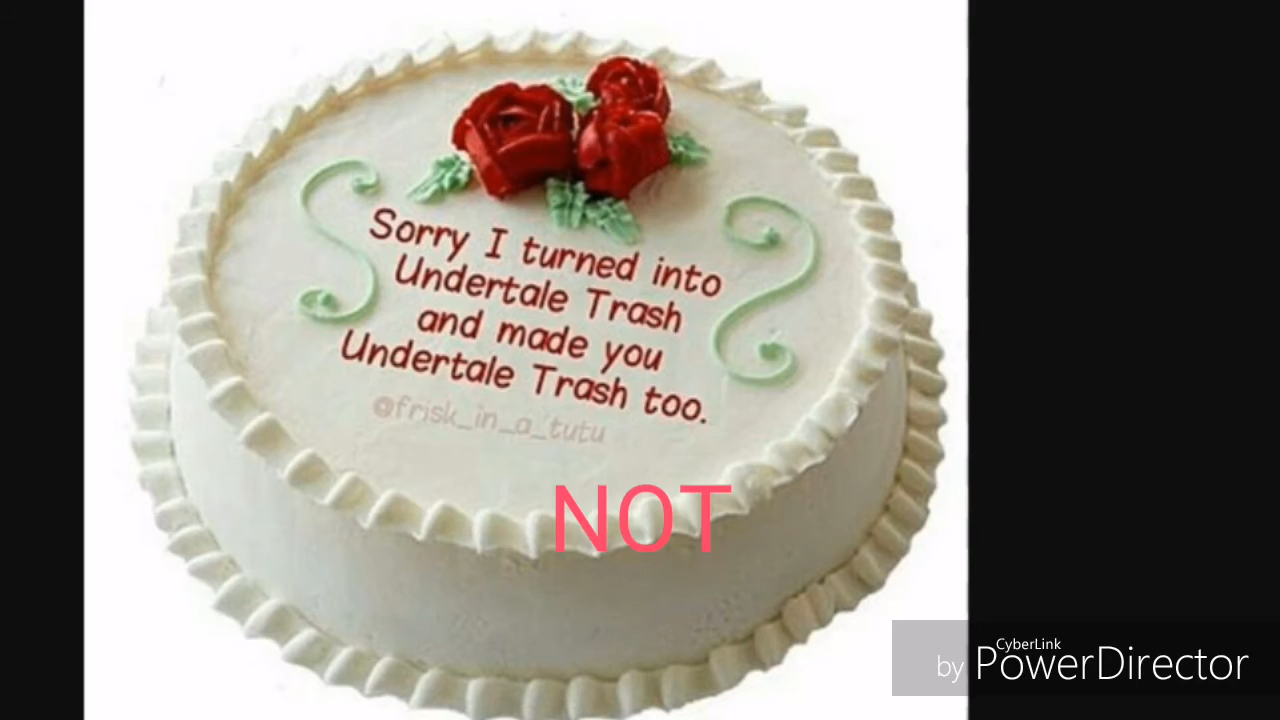 Sorry I turned into
Undertale Trash
and made you
Undertale Trash too.
@frisk_in_a_tutu
NOT
CyberLink
by PowerDirector